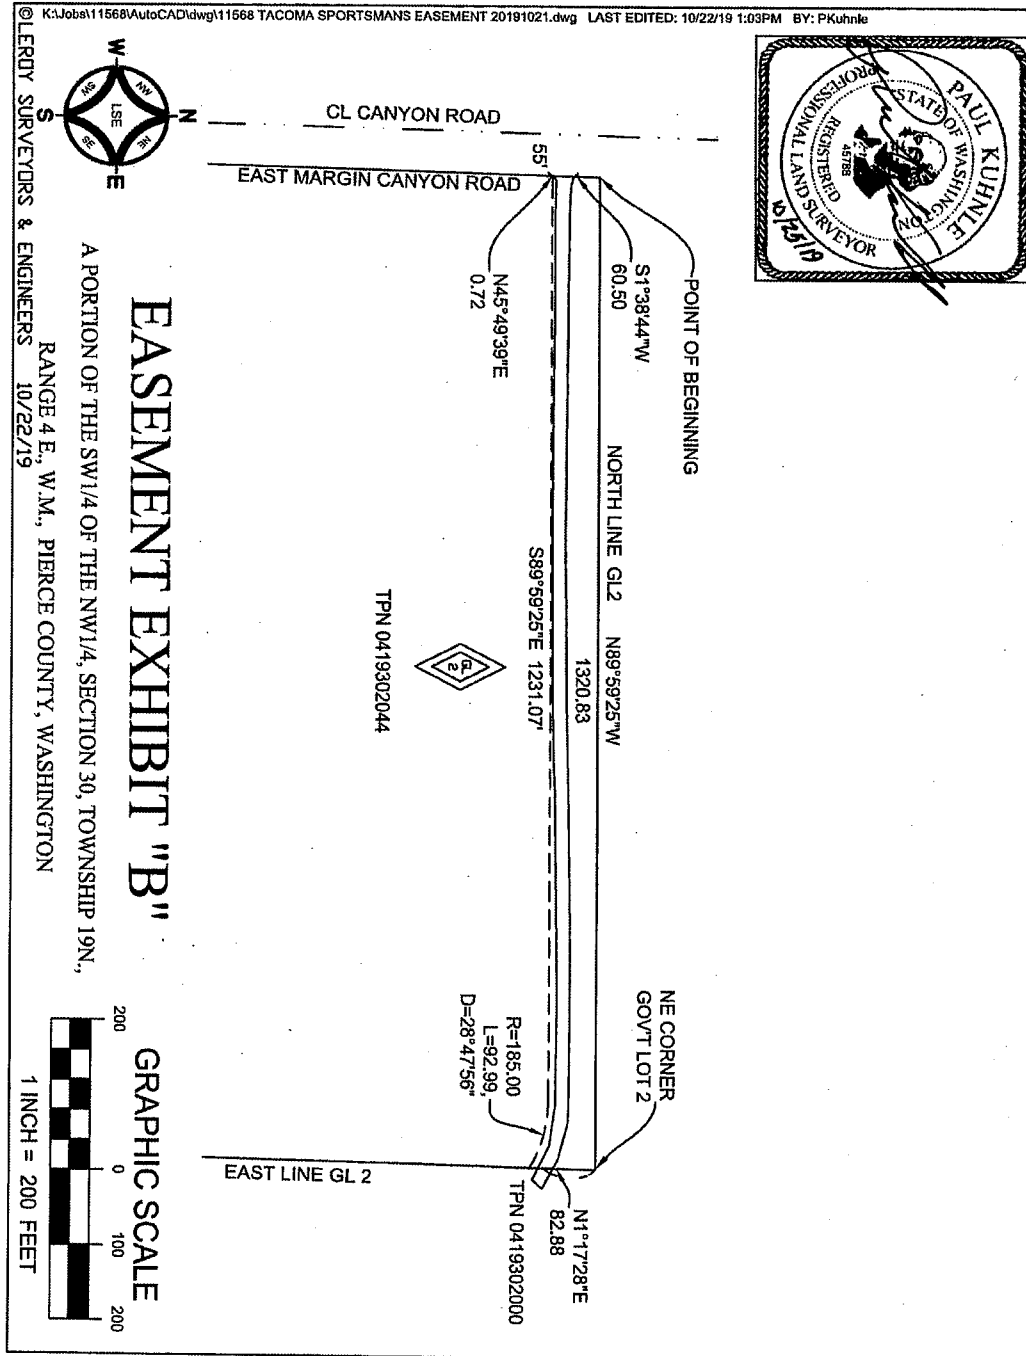 K:\Jobs\11568\AutoCAD\dwg\11568 TACOMA SPORTSMANS EASEMENT 20191021.dwg LAST EDITED: 10/22/19 1:03PM BY: PKuhnle
PAUL KUHNLE
STATE OF WASHINGTON
REGISTERED
45788
PROFESSIONAL LAND SURVEYOR
10/25/19
W
N
S
E
NW
SW
NE
SE
LSE
CL CANYON ROAD
55'
EAST MARGIN CANYON ROAD
POINT OF BEGINNING
S1°38'44"W
60.50
N45°49'39"E
0.72
NORTH LINE GL2 N89°59'25"W
1320.83
S89°59'25"E 1231.07'
GL
2
TPN 0419302044
NE CORNER
GOV'T LOT 2
R=185.00
L=92.99,
D=28°47'56"
N1°17'28"E
82.88
EAST LINE GL 2
TPN 0419302000
EASEMENT EXHIBIT "B"
A PORTION OF THE SW1/4 OF THE NW1/4, SECTION 30, TOWNSHIP 19N.,
RANGE 4 E., W.M., PIERCE COUNTY, WASHINGTON
GRAPHIC SCALE
200 0 100 200
1 INCH = 200 FEET
© LEROY SURVEYORS & ENGINEERS 10/22/19